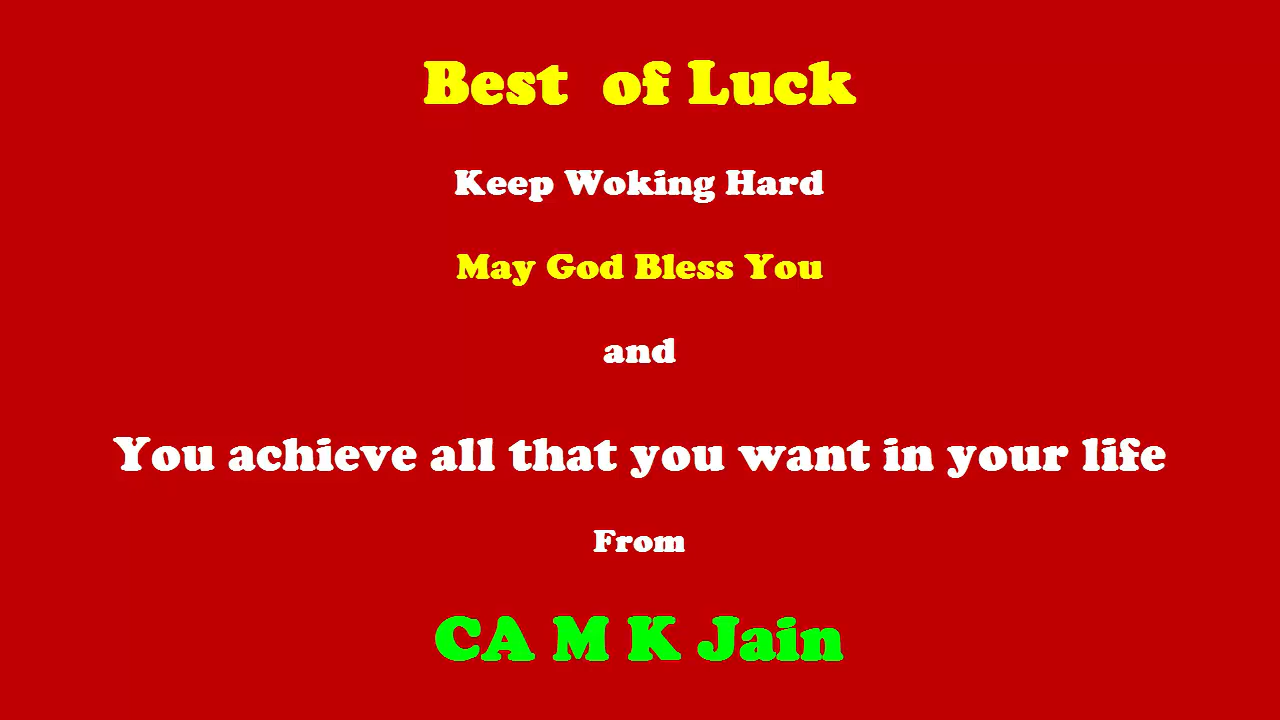 Best of Luck
Keep Woking Hard
May God Bless You
and
You achieve all that you want in your life
From
CA M K Jain